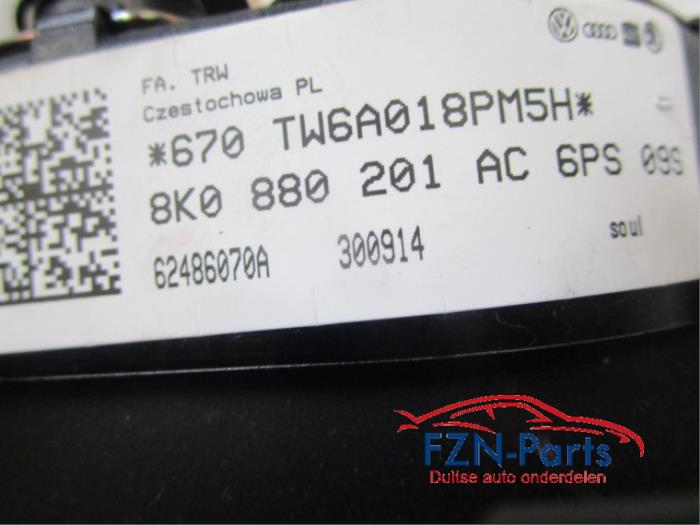 FA. TRW
Czestochowa PL
*670 TW6A018PM5H*
8K0 880 201 AC 6PS 09S
62486070A 300914 soul
FZN-Parts
Duitse auto onderdelen